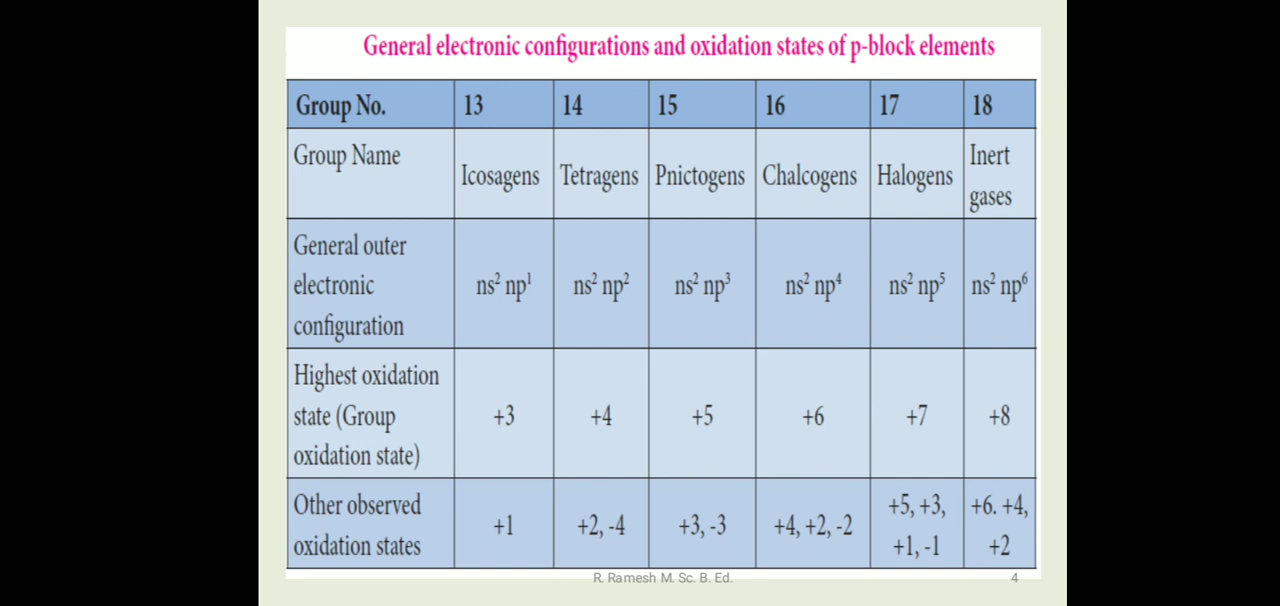 General electronic configurations and oxidation states of p-block elements
Group No. 13 14 15 16 17 18
Group Name Icosagens Tetragens Pnictogens Chalcogens Halogens Inert gases
General outer electronic configuration ns² np¹ ns² np² ns² np³ ns² np⁴ ns² np⁵ ns² np⁶
Highest oxidation state (Group oxidation state) +3 +4 +5 +6 +7 +8
Other observed oxidation states +1 +2, -4 +3, -3 +4, +2, -2 +5, +3, +1, -1 +6. +4, +2
R. Ramesh M. Sc. B. Ed. 4